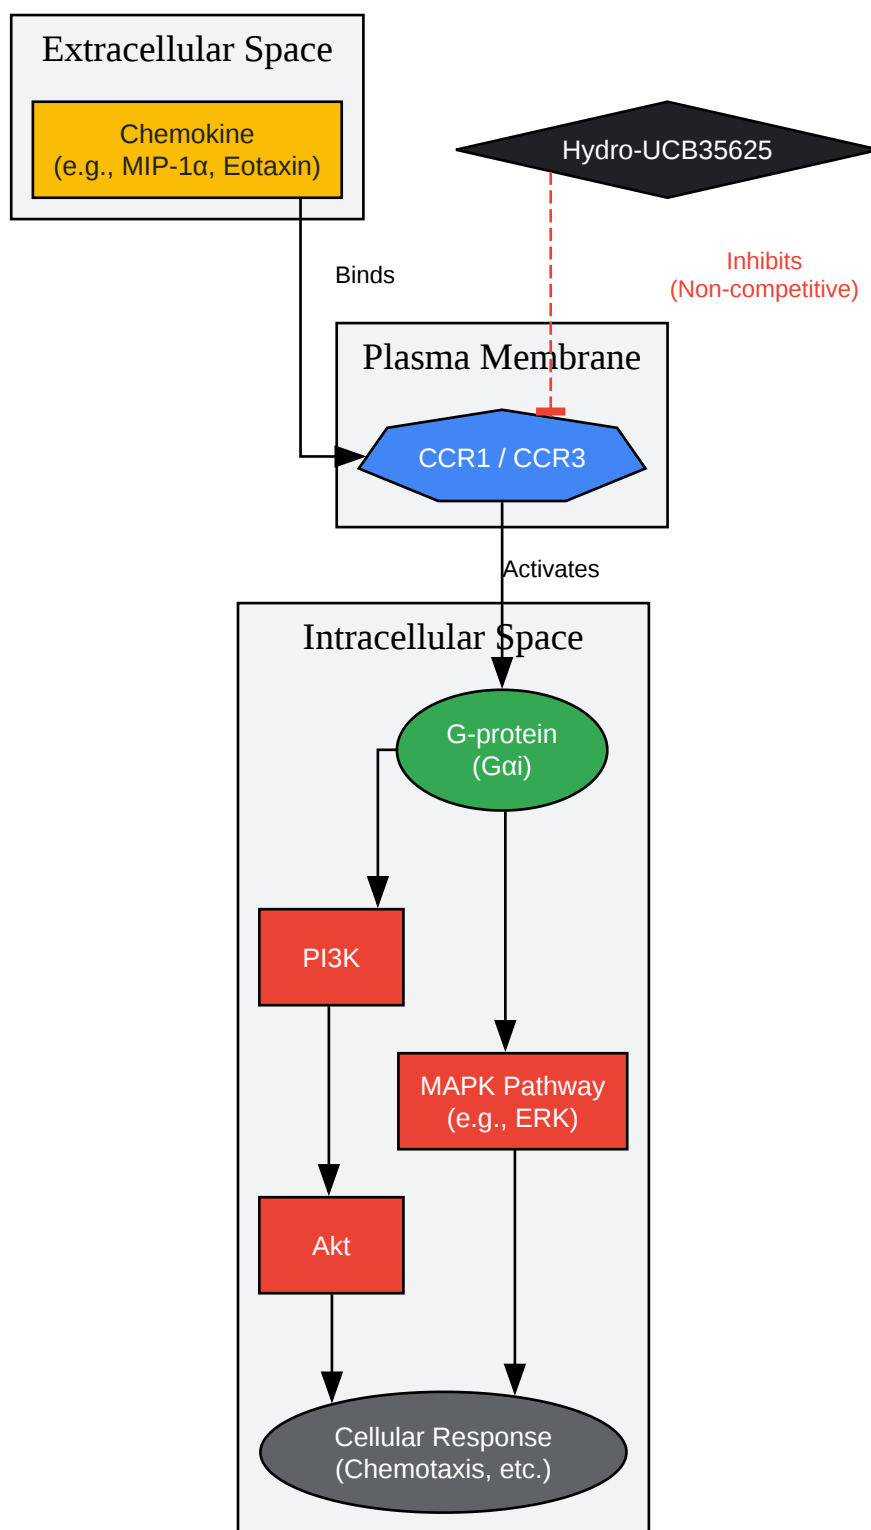 Extracellular Space
Chemokine
(e.g., MIP-1α, Eotaxin)
Hydro-UCB35625
Binds
Inhibits
(Non-competitive)
Plasma Membrane
CCR1 / CCR3
Activates
Intracellular Space
G-protein
(Gαi)
PI3K
MAPK Pathway
(e.g., ERK)
Akt
Cellular Response
(Chemotaxis, etc.)